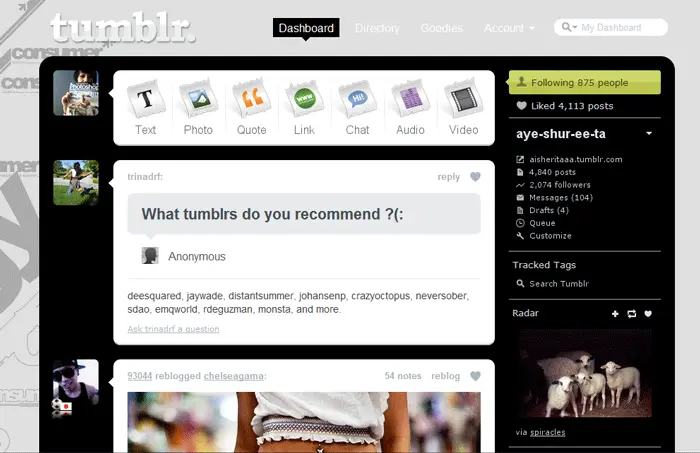 tumblr.
Dashboard
Directory
Goodies
Account
My Dashboard
consumer
Photoshop
T
Text
Photo
Quote
www
Link
Hi!
Chat
Audio
Video
trinadrf:
reply
What tumblrs do you recommend ?(:
Anonymous
deesquared, jaywade, distantsummer, johansenp, crazyoctopus, neversober,
sdao, emqworld, rdeguzman, monsta, and more.
Ask trinadrf a question
93044 reblogged chelseagama:
54 notes
reblog
Following 875 people
Liked 4,113 posts
aye-shur-ee-ta
aisheritaaa.tumblr.com
4,840 posts
2,074 followers
Messages (104)
Drafts (4)
Queue
Customize
Tracked Tags
Search Tumblr
Radar
via spiracles